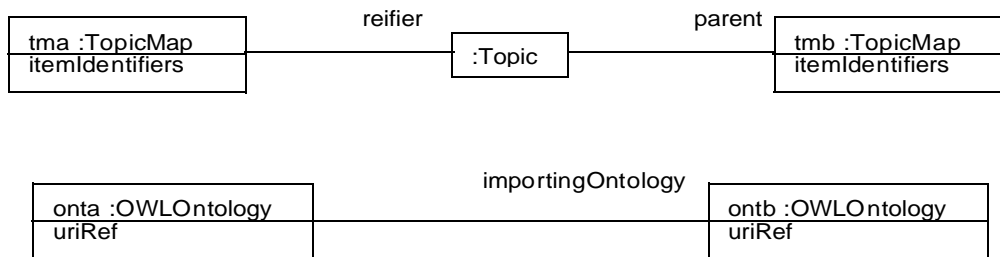 reifier parent
tma :TopicMap
itemIdentifiers
:Topic
tmb :TopicMap
itemIdentifiers
importingOntology
onta :OWLOntology
uriRef
ontb :OWLOntology
uriRef